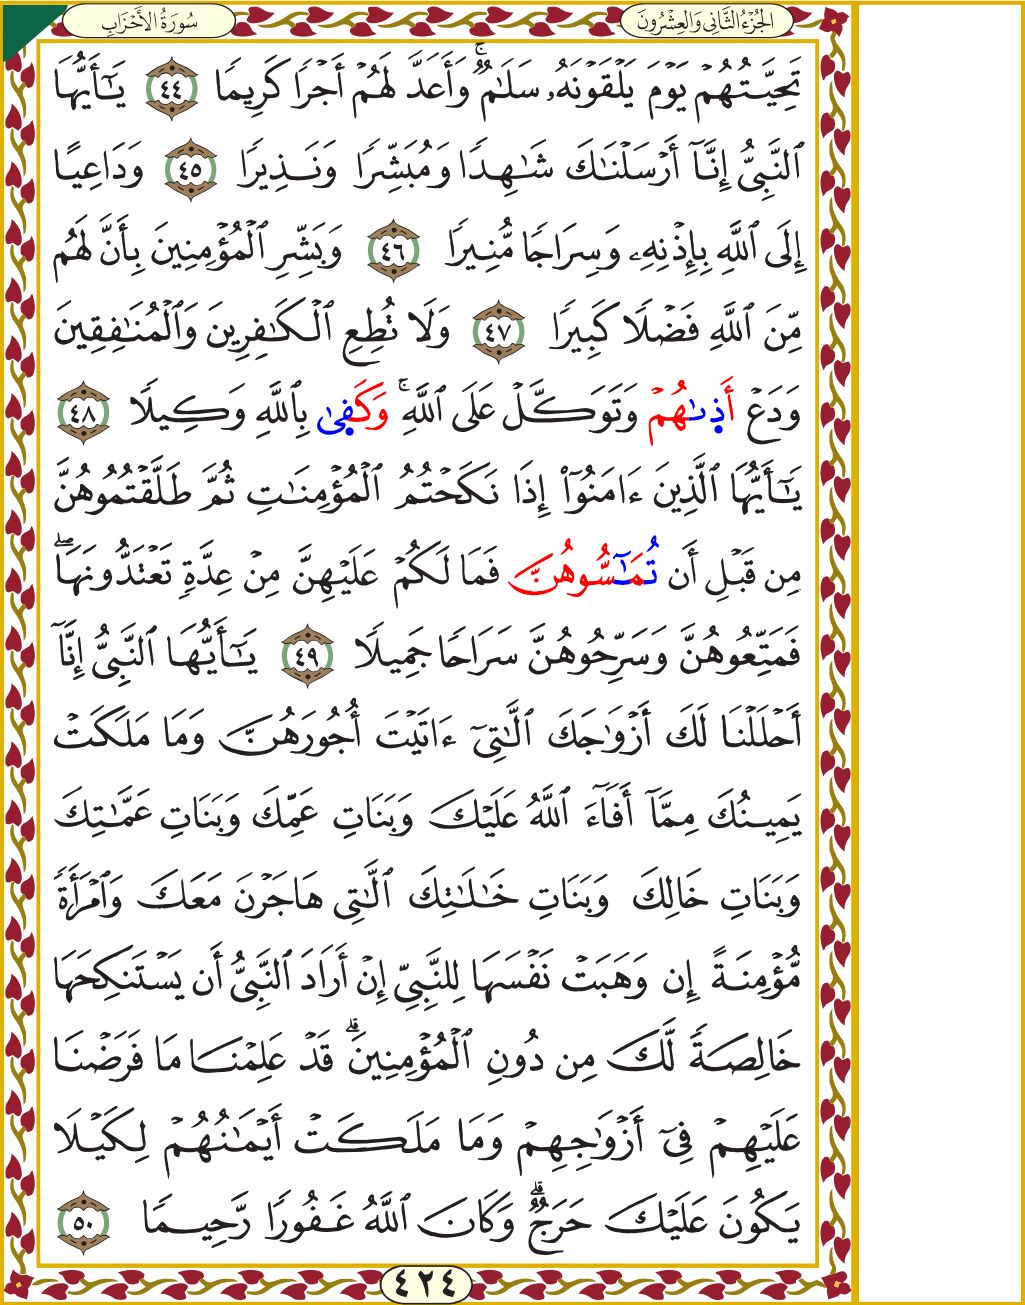 الجُزْءُ الثَّانِي وَالعِشْرُونَ
سُورَةُ الأَحْزَابِ
تَحِيَّتُهُمۡ يَوۡمَ يَلۡقَوۡنَهُۥ سَلَٰمٞۚ وَأَعَدَّ لَهُمۡ أَجۡرٗا كَرِيمٗا ٤٤ يَٰٓأَيُّهَا
ٱلنَّبِيُّ إِنَّآ أَرۡسَلۡنَٰكَ شَٰهِدٗا وَمُبَشِّرٗا وَنَذِيرٗا ٤٥ وَدَاعِيًا
إِلَى ٱللَّهِ بِإِذۡنِهِۦ وَسِرَاجٗا مُّنِيرٗا ٤٦ وَبَشِّرِ ٱلۡمُؤۡمِنِينَ بِأَنَّ لَهُم
مِّنَ ٱللَّهِ فَضۡلٗا كَبِيرٗا ٤٧ وَلَا تُطِعِ ٱلۡكَٰفِرِينَ وَٱلۡمُنَٰفِقِينَ
وَدَعۡ أَذىٰهُمۡ وَتَوَكَّلۡ عَلَى ٱللَّهِۚ وَكَفىٰ بِٱللَّهِ وَكِيلٗا ٤٨
يَٰٓأَيُّهَا ٱلَّذِينَ ءَامَنُوٓاْ إِذَا نَكَحۡتُمُ ٱلۡمُؤۡمِنَٰتِ ثُمَّ طَلَّقۡتُمُوهُنَّ
مِن قَبۡلِ أَن تُمَٰٓسُّوهُنَّ فَمَا لَكُمۡ عَلَيۡهِنَّ مِنۡ عِدَّةٖ تَعۡتَدُّونَهَاۖ
فَمَتِّعُوهُنَّ وَسَرِّحُوهُنَّ سَرَاحٗا جَمِيلٗا ٤٩ يَٰٓأَيُّهَا ٱلنَّبِيُّ إِنَّآ
أَحۡلَلۡنَا لَكَ أَزۡوَٰجَكَ ٱلَّٰتِيٓ ءَاتَيۡتَ أُجُورَهُنَّ وَمَا مَلَكَتۡ
يَمِينُكَ مِمَّآ أَفَآءَ ٱللَّهُ عَلَيۡكَ وَبَنَاتِ عَمِّكَ وَبَنَاتِ عَمَّٰتِكَ
وَبَنَاتِ خَالِكَ وَبَنَاتِ خَٰلَٰتِكَ ٱلَّٰتِي هَاجَرۡنَ مَعَكَ وَٱمۡرَأَةٗ
مُّؤۡمِنَةً إِن وَهَبَتۡ نَفۡسَهَا لِلنَّبِيِّ إِنۡ أَرَادَ ٱلنَّبِيُّ أَن يَسۡتَنكِحَهَا
خَالِصَةٗ لَّكَ مِن دُونِ ٱلۡمُؤۡمِنِينَۗ قَدۡ عَلِمۡنَا مَا فَرَضۡنَا
عَلَيۡهِمۡ فِيٓ أَزۡوَٰجِهِمۡ وَمَا مَلَكَتۡ أَيۡمَٰنُهُمۡ لِكَيۡلَا
يَكُونَ عَلَيۡكَ حَرَجٞۗ وَكَانَ ٱللَّهُ غَفُورٗا رَّحِيمٗا ٥٠
٤٢٤